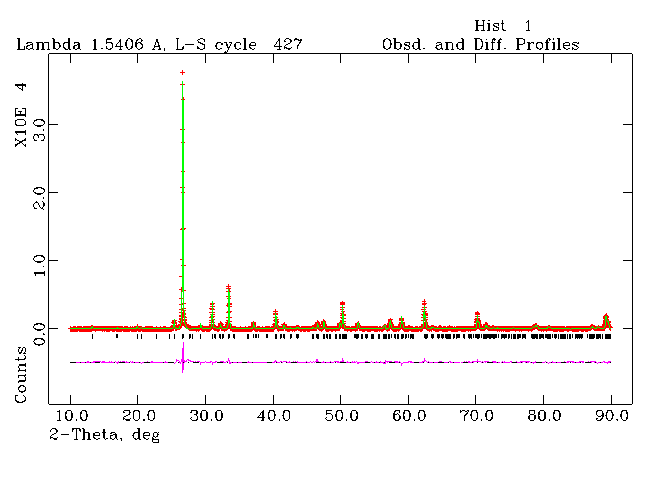 Hist 1
Lambda 1.5406 A, L-S cycle 427 Obsd. and Diff. Profiles
X10E 4
3.0
2.0
1.0
0.0
Counts
10.0 20.0 30.0 40.0 50.0 60.0 70.0 80.0 90.0
2-Theta, deg